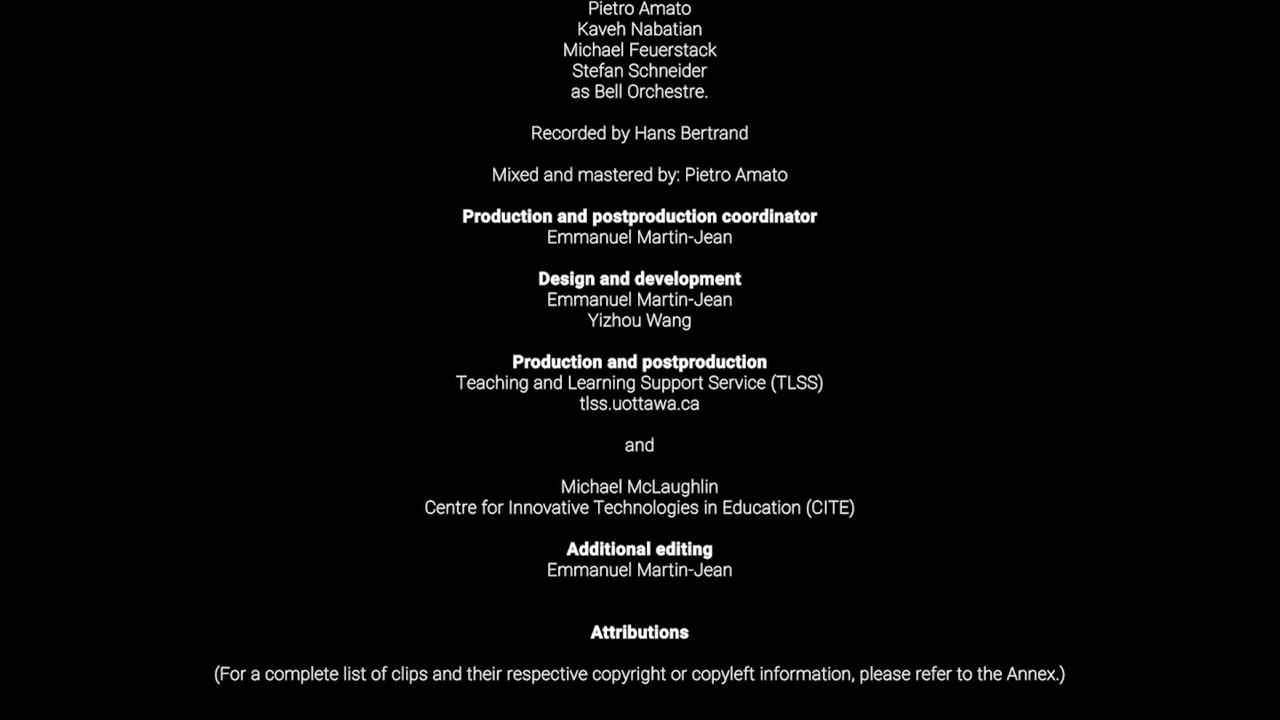 Pietro Amato
Kaveh Nabatian
Michael Feuerstack
Stefan Schneider
as Bell Orchestre.
Recorded by Hans Bertrand
Mixed and mastered by: Pietro Amato
Production and postproduction coordinator
Emmanuel Martin-Jean
Design and development
Emmanuel Martin-Jean
Yizhou Wang
Production and postproduction
Teaching and Learning Support Service (TLSS)
tlss.uottawa.ca
and
Michael McLaughlin
Centre for Innovative Technologies in Education (CITE)
Additional editing
Emmanuel Martin-Jean
Attributions
(For a complete list of clips and their respective copyright or copyleft information, please refer to the Annex.)